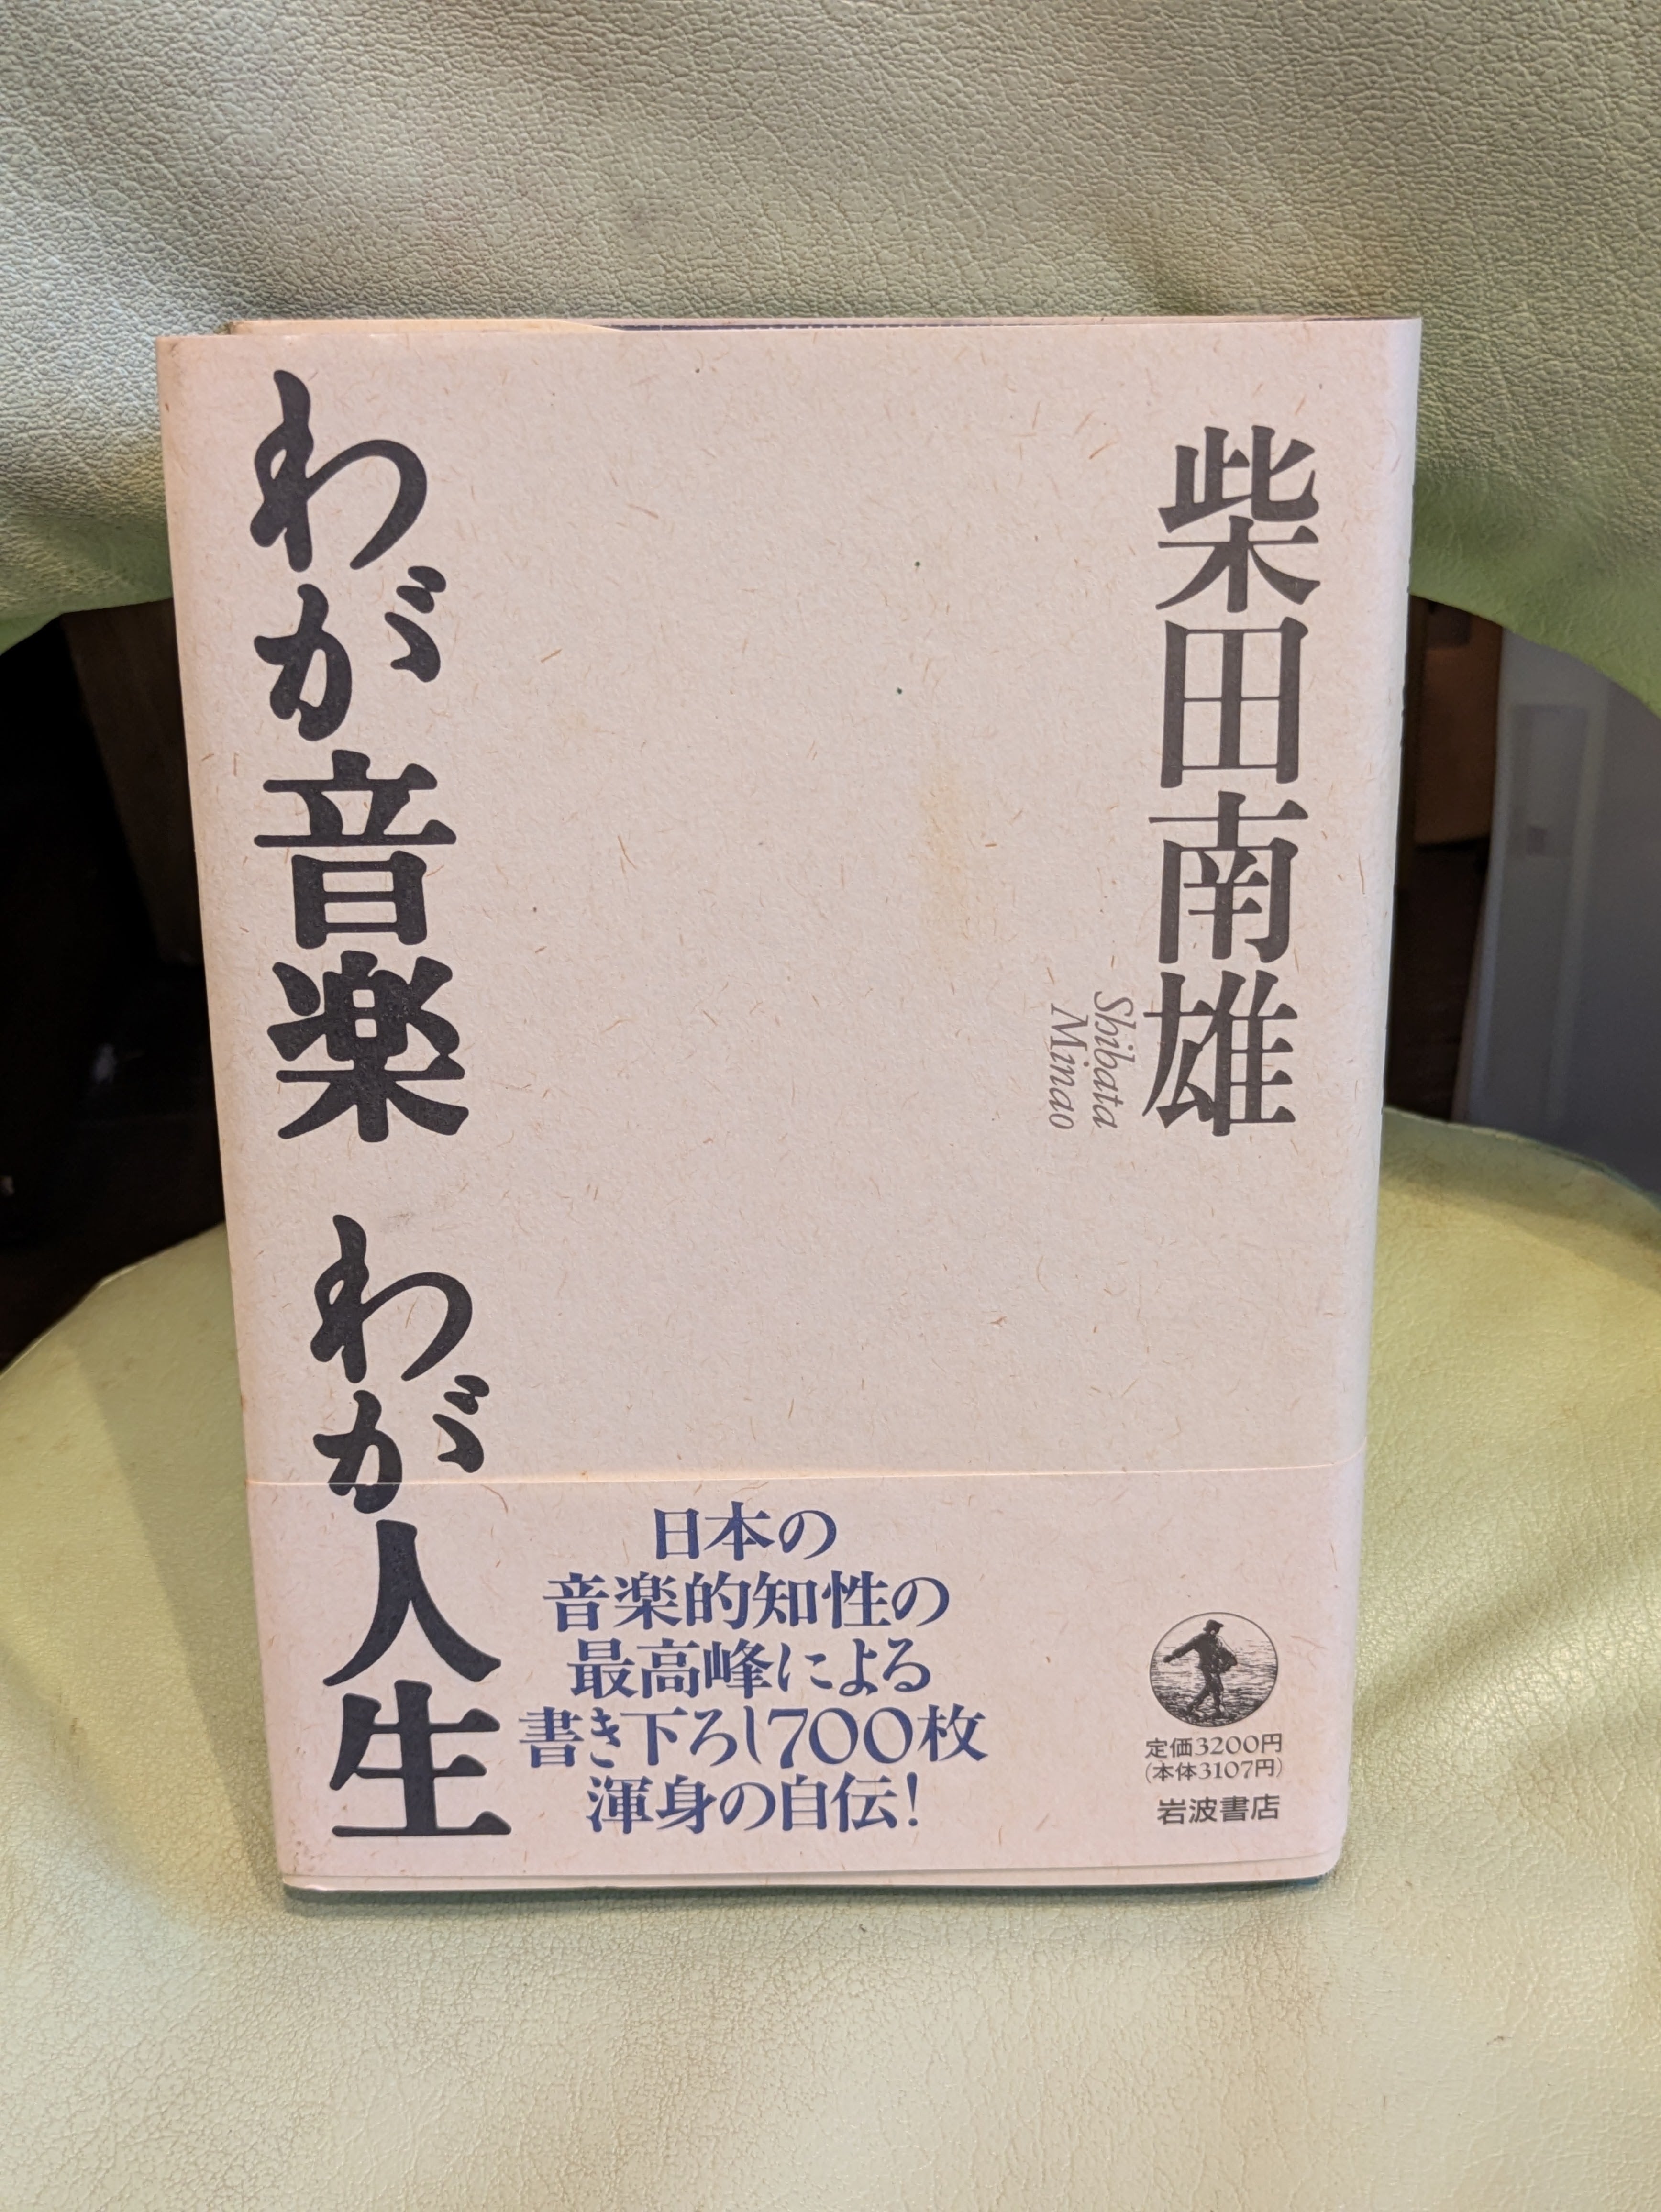 柴田南雄
Shibata
Minao
わが音楽 わが人生
日本の
音楽的知性の
最高峰による
書き下ろし700枚
渾身の自伝!
定価3200円
(本体3107円)
岩波書店